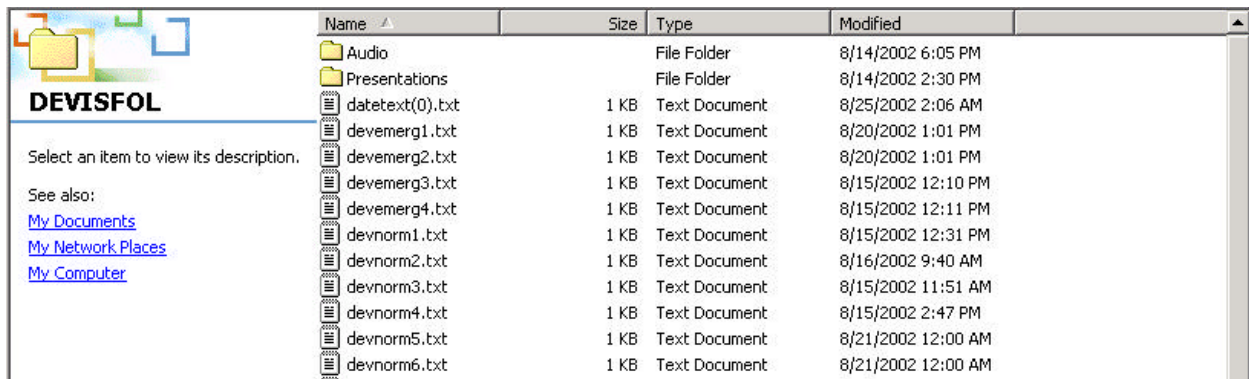 Name Size Type Modified
Audio File Folder 8/14/2002 6:05 PM
Presentations File Folder 8/14/2002 2:30 PM
DEVISFOL
datetext(0).txt 1 KB Text Document 8/25/2002 2:06 AM
devemerg1.txt 1 KB Text Document 8/20/2002 1:01 PM
Select an item to view its description.
devemerg2.txt 1 KB Text Document 8/20/2002 1:01 PM
devemerg3.txt 1 KB Text Document 8/15/2002 12:10 PM
See also:
devemerg4.txt 1 KB Text Document 8/15/2002 12:11 PM
My Documents
devnorm1.txt 1 KB Text Document 8/15/2002 12:31 PM
My Network Places
devnorm2.txt 1 KB Text Document 8/16/2002 9:40 AM
My Computer
devnorm3.txt 1 KB Text Document 8/15/2002 11:51 AM
devnorm4.txt 1 KB Text Document 8/15/2002 2:47 PM
devnorm5.txt 1 KB Text Document 8/21/2002 12:00 AM
devnorm6.txt 1 KB Text Document 8/21/2002 12:00 AM